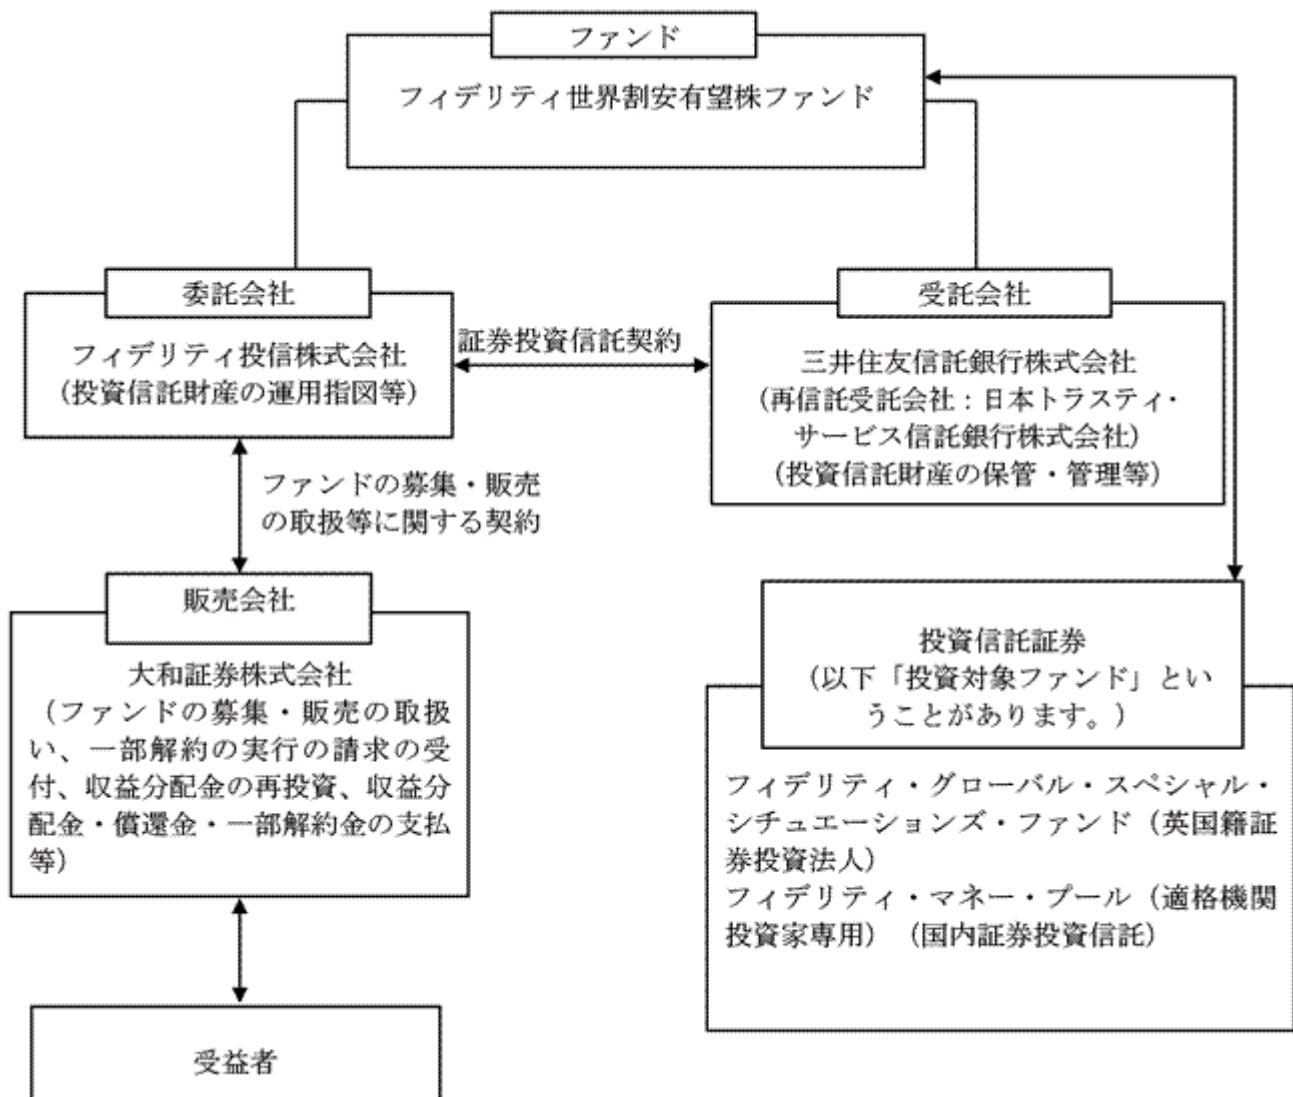 ファンド
フィデリティ世界割安有望株ファンド
委託会社
フィデリティ投信株式会社
（投資信託財産の運用指図等）
証券投資信託契約
受託会社
三井住友信託銀行株式会社
（再信託受託会社：日本トラスティ・
サービス信託銀行株式会社）
（投資信託財産の保管・管理等）
ファンドの募集・販売
の取扱等に関する契約
販売会社
大和証券株式会社
（ファンドの募集・販売の取扱
い、一部解約の実行の請求の受
付、収益分配金の再投資、収益分
配金・償還金・一部解約金の支払
等）
投資信託証券
（以下「投資対象ファンド」とい
うことがあります。）
フィデリティ・グローバル・スペシャル・
シチュエーションズ・ファンド（英国籍証
券投資法人）
フィデリティ・マネー・プール（適格機関
投資家専用）（国内証券投資信託）
受益者